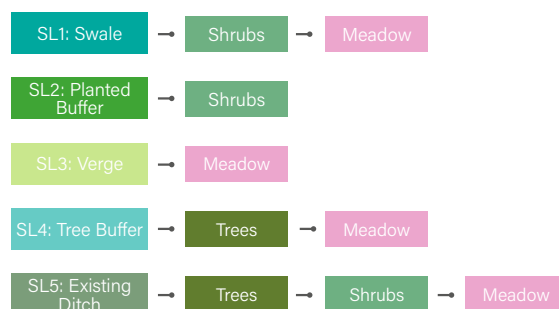 SL1: Swale Shrubs Meadow
SL2: Planted
Buffer
Shrubs
SL3: Verge Meadow
SL4: Tree Buffer Trees Meadow
SL5: Existing
Ditch
Trees Shrubs Meadow